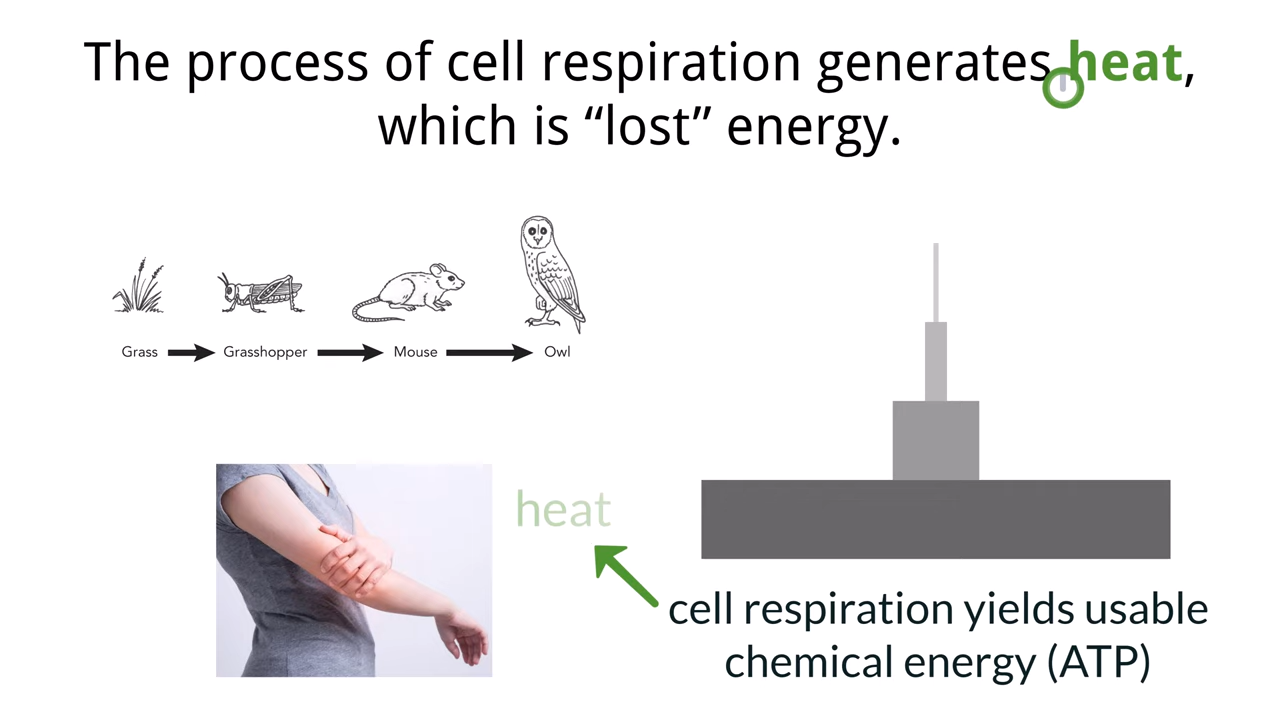 The process of cell respiration generates heat,
which is “lost” energy.
Grass Grasshopper Mouse Owl
heat
cell respiration yields usable
chemical energy (ATP)